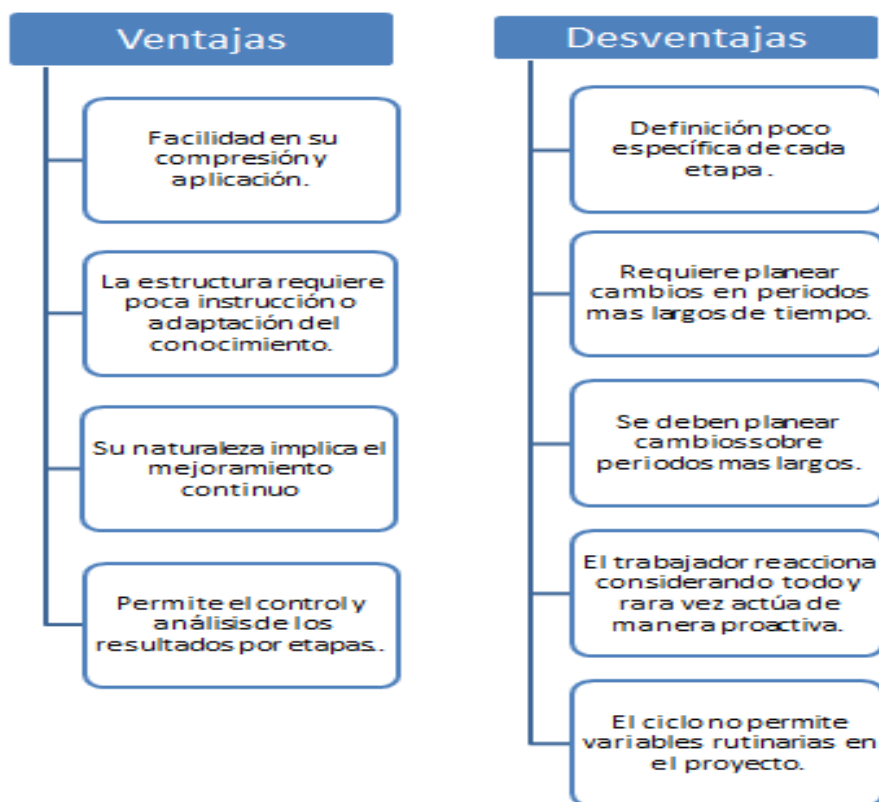 Ventajas
Facilidad en su
compresión y
aplicación.
La estructura requiere
poca instrucción o
adaptación del
conocimiento.
Su naturaleza implica el
mejoramiento
continuo
Permite el control y
análisis de los
resultados por etapas..
Desventajas
Definición poco
específica de cada
etapa.
Requiere planear
cambios en periodos
mas largos de tiempo.
Se deben planear
cambios sobre
periodos mas largos.
El trabajador reacciona
considerando todo y
rara vez actúa de
manera proactiva.
El ciclo no permite
variables rutinarias en
el proyecto.